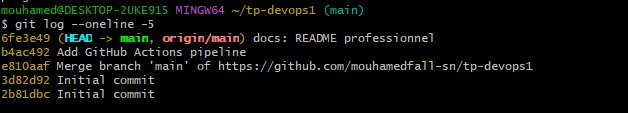 mouhamed@DESKTOP-2UKE915 MINGW64 ~/tp-devops1 (main)
$ git log --oneline -5
6fe3e49 (HEAD -> main, origin/main) docs: README professionnel
b4ac492 Add GitHub Actions pipeline
e810aaf Merge branch 'main' of https://github.com/mouhamedfall-sn/tp-devops1
3d82d92 Initial commit
2b81dbc Initial commit